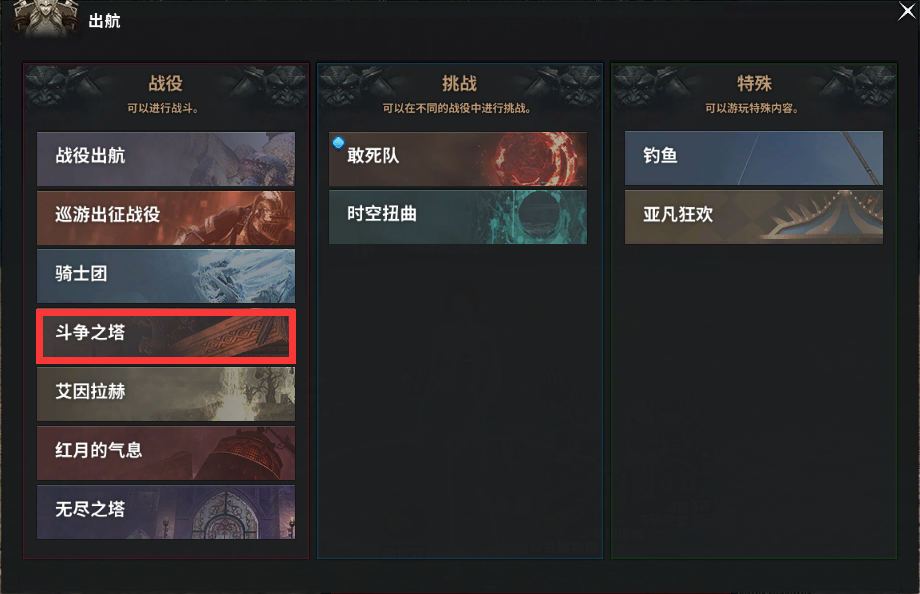 出航
战役
可以进行战斗。
战役出航
巡游出征战役
骑士团
斗争之塔
艾因拉赫
红月的气息
无尽之塔
挑战
可以在不同的战役中进行挑战。
敢死队
时空扭曲
特殊
可以游玩特殊内容。
钓鱼
亚凡狂欢